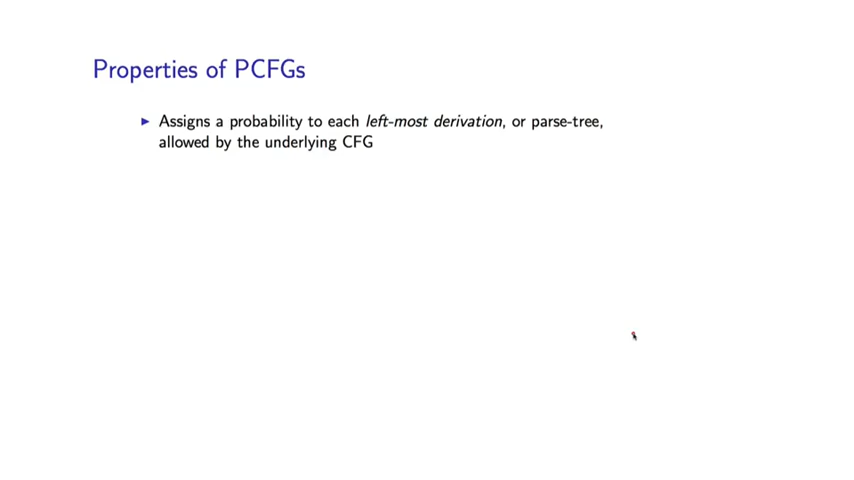 Properties of PCFGs
▶ Assigns a probability to each left-most derivation, or parse-tree,
allowed by the underlying CFG